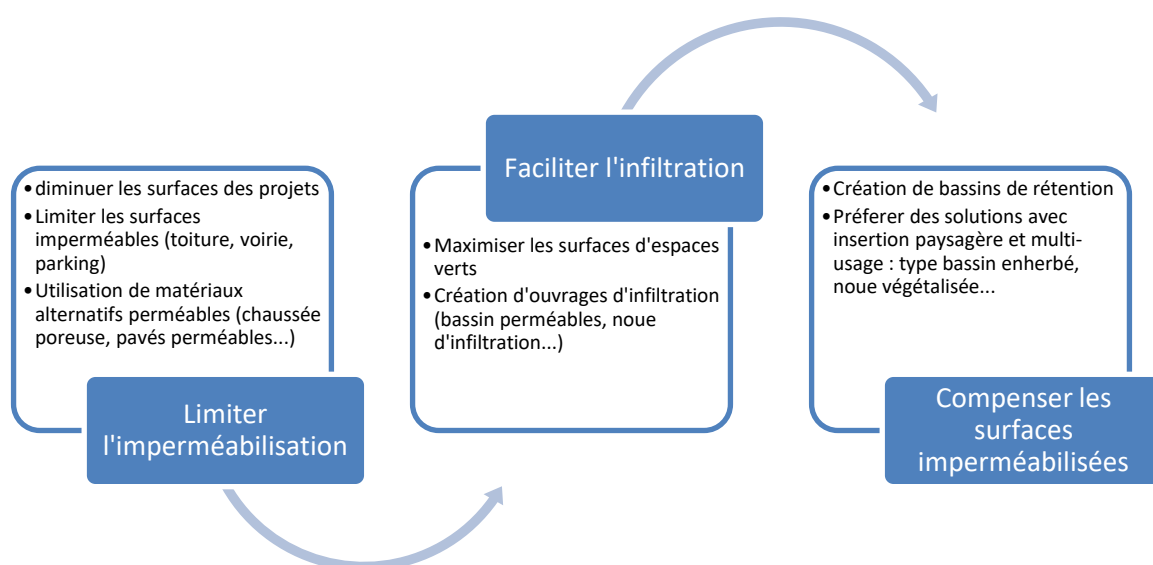 •diminuer les surfaces des projets
•Limiter les surfaces
imperméables (toiture, voirie,
parking)
•Utilisation de matériaux
alternatifs perméables (chaussée
poreuse, pavés perméables...)
Limiter
l'imperméabilisation
Faciliter l'infiltration
•Maximiser les surfaces d'espaces
verts
•Création d'ouvrages d'infiltration
(bassin perméables, noue
d'infiltration...)
•Création de bassins de rétention
•Préferer des solutions avec
insertion paysagère et multi-
usage : type bassin enherbé,
noue végétalisée...
Compenser les
surfaces
imperméabilisées